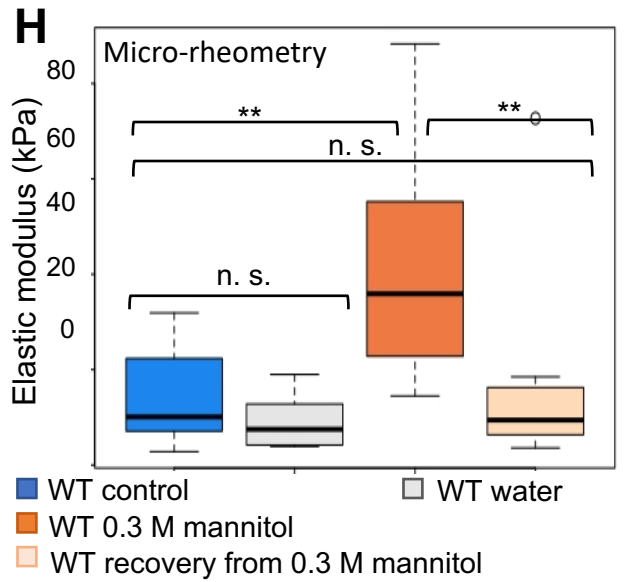 H
Micro-rheometry
80
60
40
20
0
Elastic modulus (kPa)
**
**
n. s.
n. s.
WT control
WT water
WT 0.3 M mannitol
WT recovery from 0.3 M mannitol